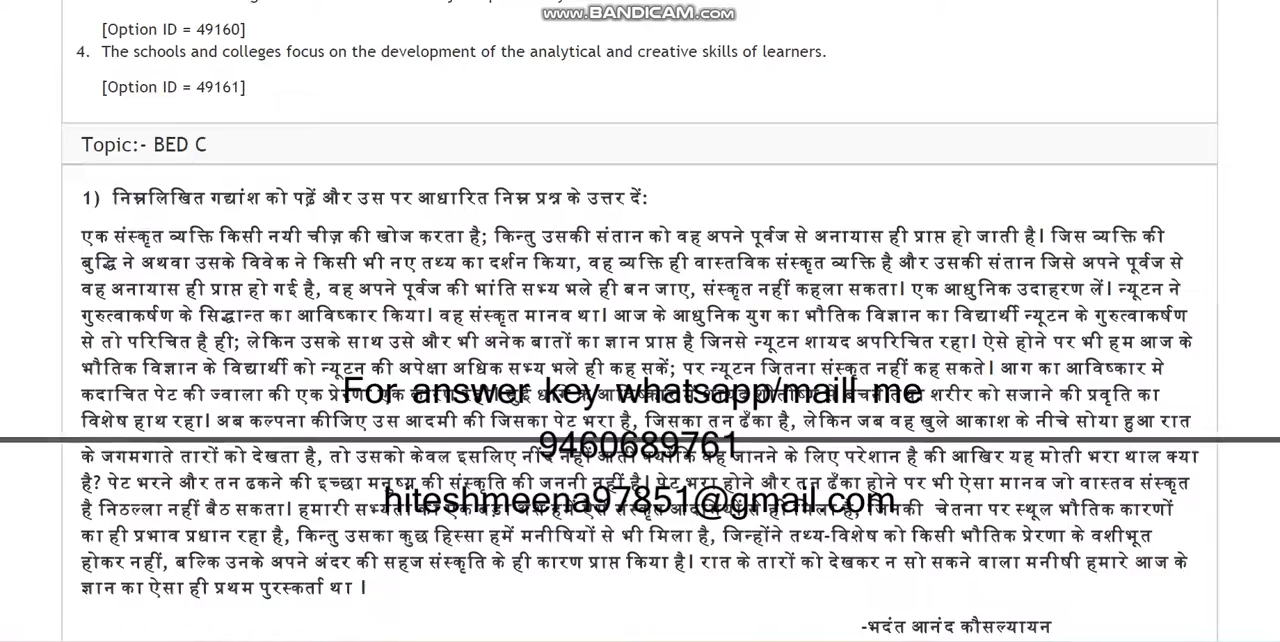 www.BANDICAM.com
[Option ID = 49160]
4. The schools and colleges focus on the development of the analytical and creative skills of learners.
[Option ID = 49161]
Topic:- BED C
1) निम्नलिखित गद्यांश को पढ़ें और उस पर आधारित निम्न प्रश्न के उत्तर दें:
एक संस्कृत व्यक्ति किसी नयी चीज़ की खोज करता है; किन्तु उसकी संतान को वह अपने पूर्वज से अनायास ही प्राप्त हो जाती है। जिस व्यक्ति की
बुद्धि ने अथवा उसके विवेक ने किसी भी नए तथ्य का दर्शन किया, वह व्यक्ति ही वास्तविक संस्कृत व्यक्ति है और उसकी संतान जिसे अपने पूर्वज से
वह अनायास ही प्राप्त हो गई है, वह अपने पूर्वज की भांति सभ्य भले ही बन जाए, संस्कृत नहीं कहला सकता। एक आधुनिक उदाहरण लें। न्यूटन ने
गुरुत्वाकर्षण के सिद्धान्त का आविष्कार किया। वह संस्कृत मानव था। आज के आधुनिक युग का भौतिक विज्ञान का विद्यार्थी न्यूटन के गुरुत्वाकर्षण
से तो परिचित है ही; लेकिन उसके साथ उसे और भी अनेक बातों का ज्ञान प्राप्त है जिनसे न्यूटन शायद अपरिचित रहा। ऐसे होने पर भी हम आज के
भौतिक विज्ञान के विद्यार्थी को न्यूटन की अपेक्षा अधिक सभ्य भले ही कह सकें; पर न्यूटन जितना संस्कृत नहीं कह सकते। आग का आविष्कार मे
कदाचित पेट की ज्वाला की एक शरीर को सजाने की प्रवृति का
For answer key whatsapp/maill me
विशेष हाथ रहा। अब कल्पना कीजिए उस आदमी की जिसका पेट भरा है, जिसका तन ढँका है, लेकिन जब वह खुले आकाश के नीचे सोया हुआ रात
9460689761
के जगमगाते तारों को देखता है, तो उसको केवल इसलिए जानने के लिए परेशान है की आखिर यह मोती भरा थाल क्या
है? पेट भरने और तन ढकने की इच्छा मनुष्य की संस्कृति की जननी नहीं है। पेट भरा होने और तन ढँका होने पर भी ऐसा मानव जो वास्तव संस्कृत
hiteshmeena97851@gmail.com
है निठल्ला नहीं बैठ सकता। हमारी चेतना पर स्थूल भौतिक कारणों
का ही प्रभाव प्रधान रहा है, किन्तु उसका कुछ हिस्सा हमें मनीषियों से भी मिला है, जिन्होंने तथ्य-विशेष को किसी भौतिक प्रेरणा के वशीभूत
होकर नहीं, बल्कि उनके अपने अंदर की सहज संस्कृति के ही कारण प्राप्त किया है। रात के तारों को देखकर न सो सकने वाला मनीषी हमारे आज के
ज्ञान का ऐसा ही प्रथम पुरस्कर्ता था ।
-भदंत आनंद कौसल्यायन